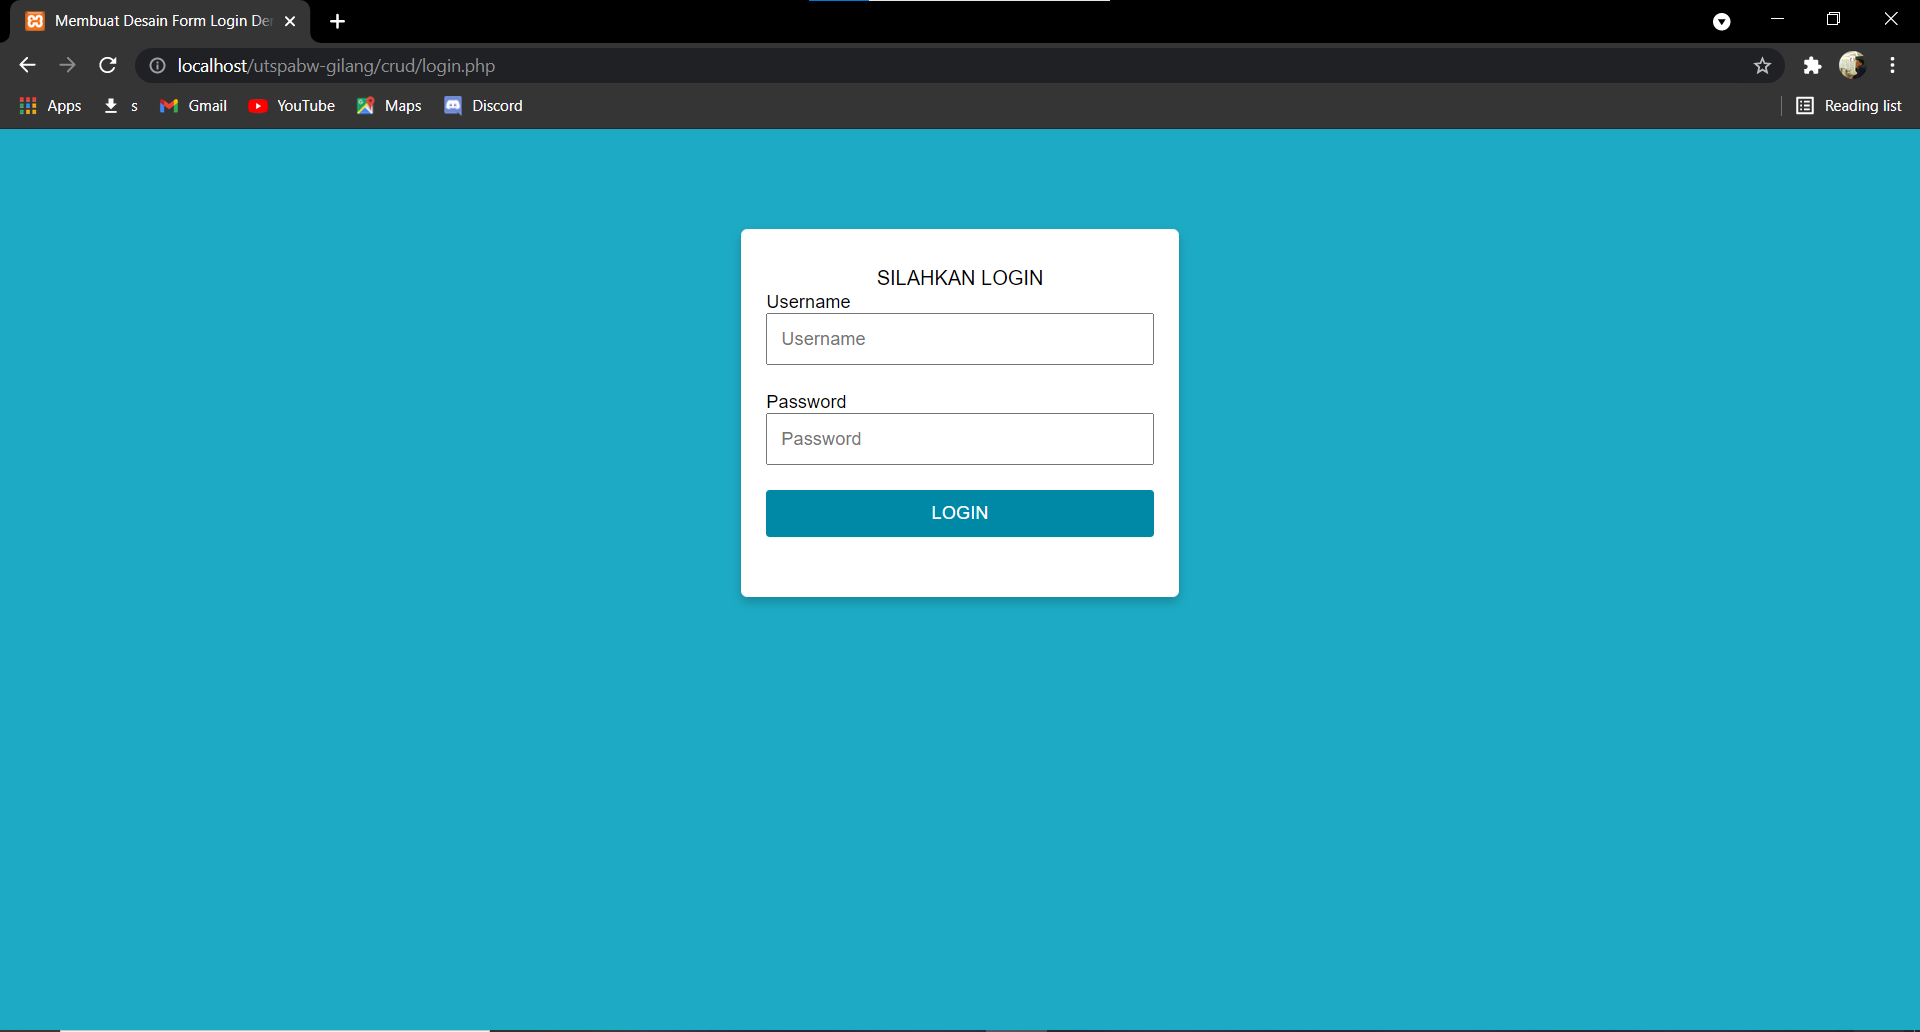 Membuat Desain Form Login De
localhost/utspabw-gilang/crud/login.php
Apps s Gmail YouTube Maps Discord Reading list
SILAHKAN LOGIN
Username
Username
Password
Password
LOGIN